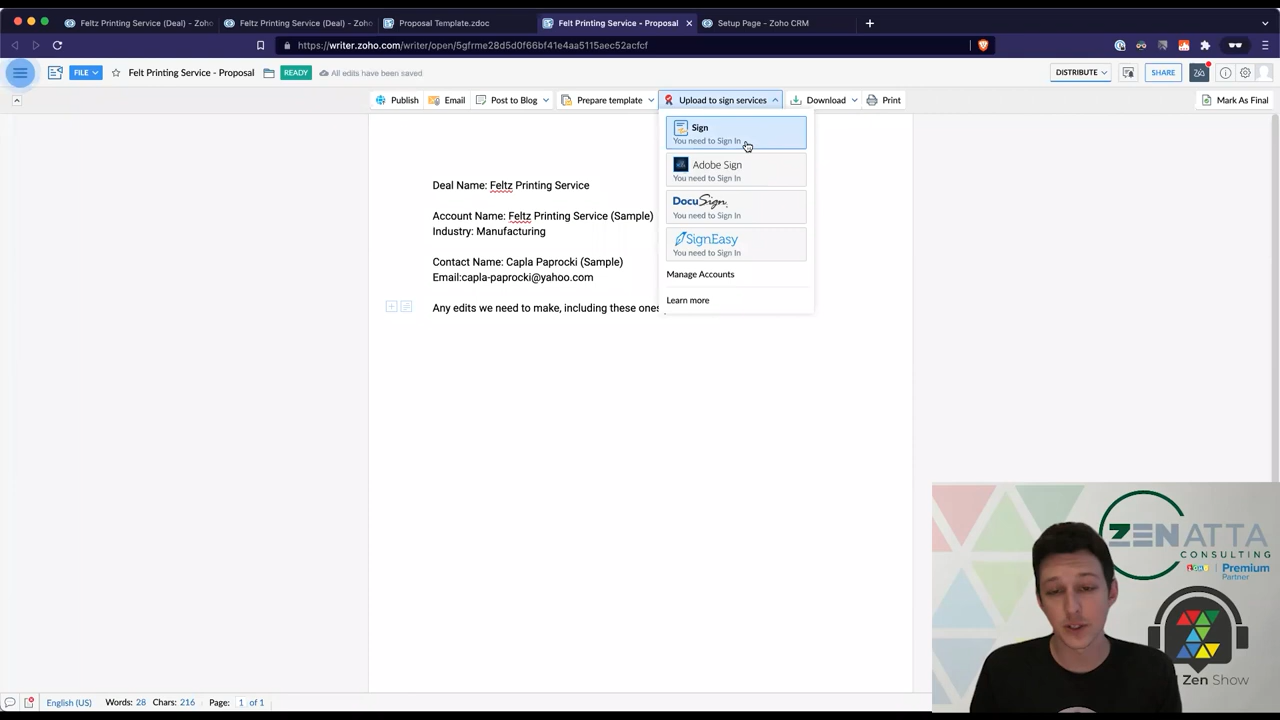 Feltz Printing Service (Deal) - Zoho
Feltz Printing Service (Deal) - Zoho
Proposal Template.zdoc
Felt Printing Service - Proposal
Setup Page - Zoho CRM
https://writer.zoho.com/writer/open/5gfrme28d5d0f66bf41e4aa5115aec52acfcf
FILE
Felt Printing Service - Proposal
READY
All edits have been saved
DISTRIBUTE
SHARE
Publish
Email
Post to Blog
Prepare template
Upload to sign services
Download
Print
Mark As Final
Sign
You need to Sign In
Adobe Sign
You need to Sign In
DocuSign
You need to Sign In
SignEasy
You need to Sign In
Manage Accounts
Learn more
Deal Name: Feltz Printing Service
Account Name: Feltz Printing Service (Sample)
Industry: Manufacturing
Contact Name: Capla Paprocki (Sample)
Email:capla-paprocki@yahoo.com
Any edits we need to make, including these ones
ZENATTA
CONSULTING
ZOHO
Premium
Partner
Zen Show
English (US)
Words: 28
Chars: 216
Page:
1 of 1